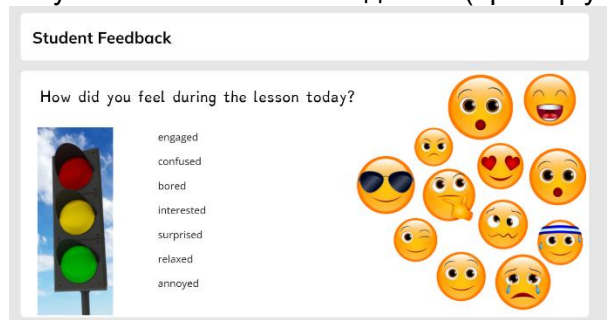 Student Feedback
How did you feel during the lesson today?
engaged
confused
bored
interested
surprised
relaxed
annoyed